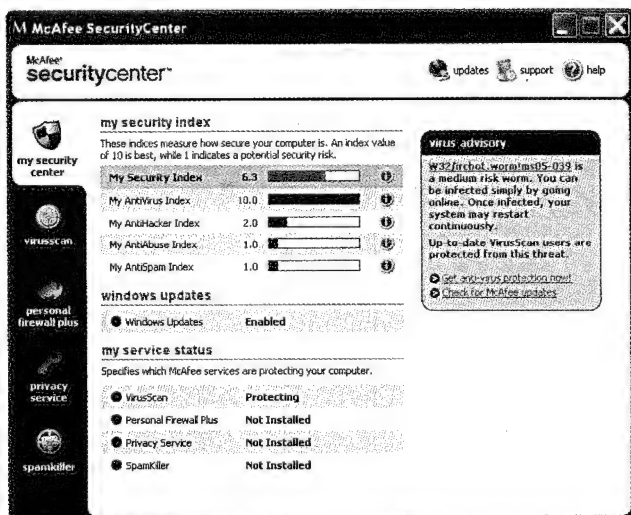 M McAfee SecurityCenter
McAfee
securitycenter™
updates support help
my security center
virusscan
personal firewall plus
privacy service
spamkiller
my security index
These indices measure how secure your computer is. An index value
of 10 is best, while 1 indicates a potential security risk.
My Security Index 6.3
My AntiVirus Index 10.0
My AntiHacker Index 2.0
My AntiAbuse Index 1.0
My AntiSpam Index 1.0
windows updates
Windows Updates Enabled
my service status
Specifies which McAfee services are protecting your computer.
VirusScan Protecting
Personal Firewall Plus Not Installed
Privacy Service Not Installed
SpamKiller Not Installed
virus advisory
W32/ircbot.worm!ms05-039 is
a medium risk worm. You can
be infected simply by going
online. Once infected, your
system may restart
continuously.
Up-to-date VirusScan users are
protected from this threat.
Get anti-virus protection now!
Check for McAfee updates